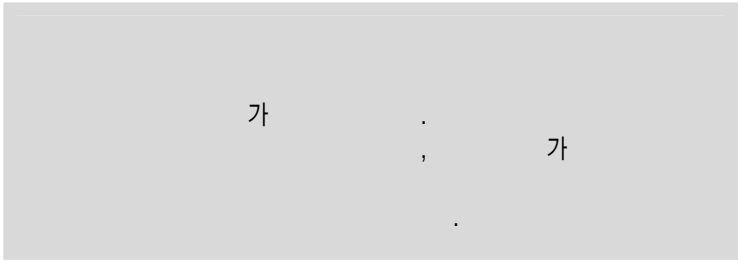 가 .
, 가
.